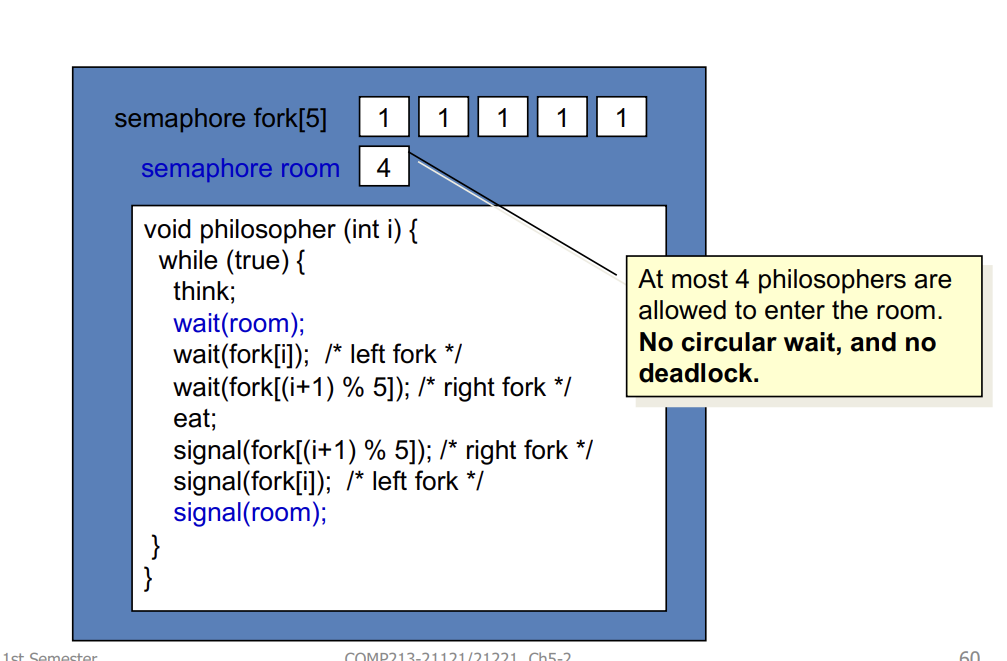 semaphore fork[5] 1 1 1 1 1
semaphore room 4
void philosopher (int i) {
while (true) {
think;
wait(room);
wait(fork[i]); /* left fork */
wait(fork[(i+1) % 5]); /* right fork */
eat;
signal(fork[(i+1) % 5]); /* right fork */
signal(fork[i]); /* left fork */
signal(room);
}
}
At most 4 philosophers are
allowed to enter the room.
No circular wait, and no
deadlock.
1st Semester COMP213-21121/21221 Ch5-2 60